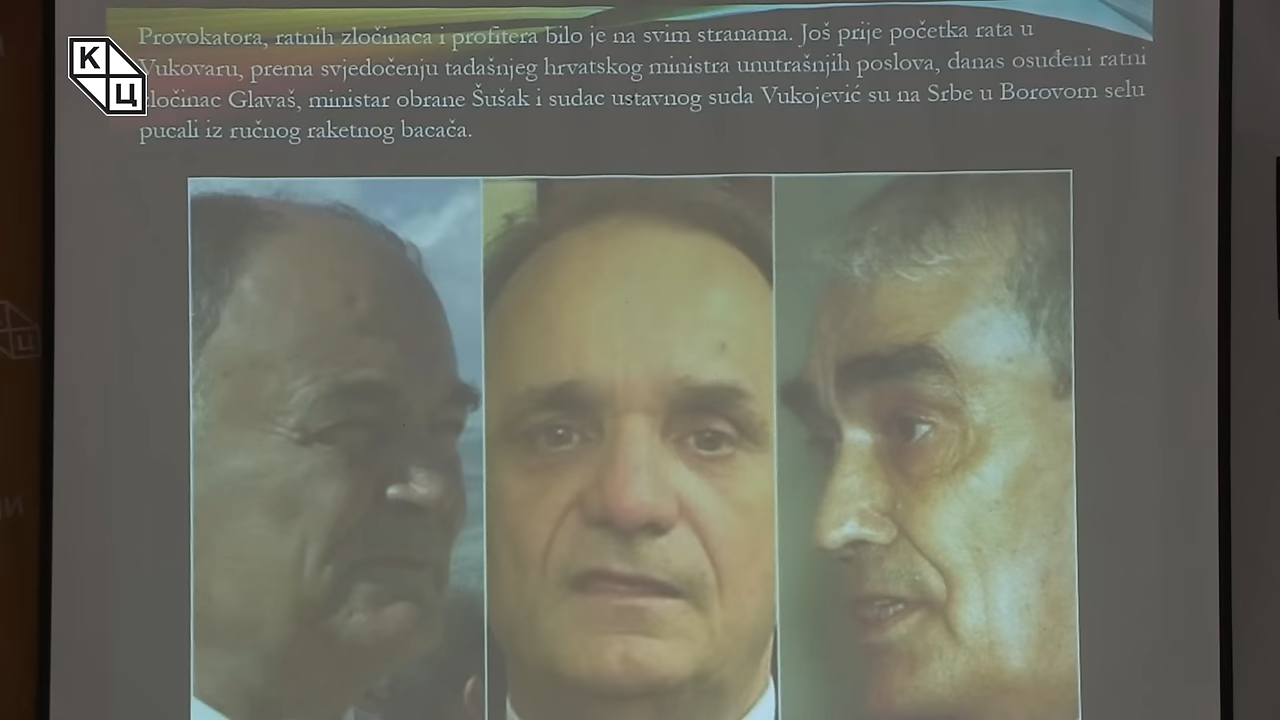 Provokatora, ratnih zločinaca i profitera bilo je na svim stranama. Još prije početka rata u
Vukovaru, prema svjedočenju tadašnjeg hrvatskog ministra unutrašnjih poslova, danas osuđeni ratni
zločinac Glavaš, ministar obrane Šušak i sudac ustavnog suda Vukojević su na Srbe u Borovom selu
pucali iz ručnog raketnog bacača.
К
Ц